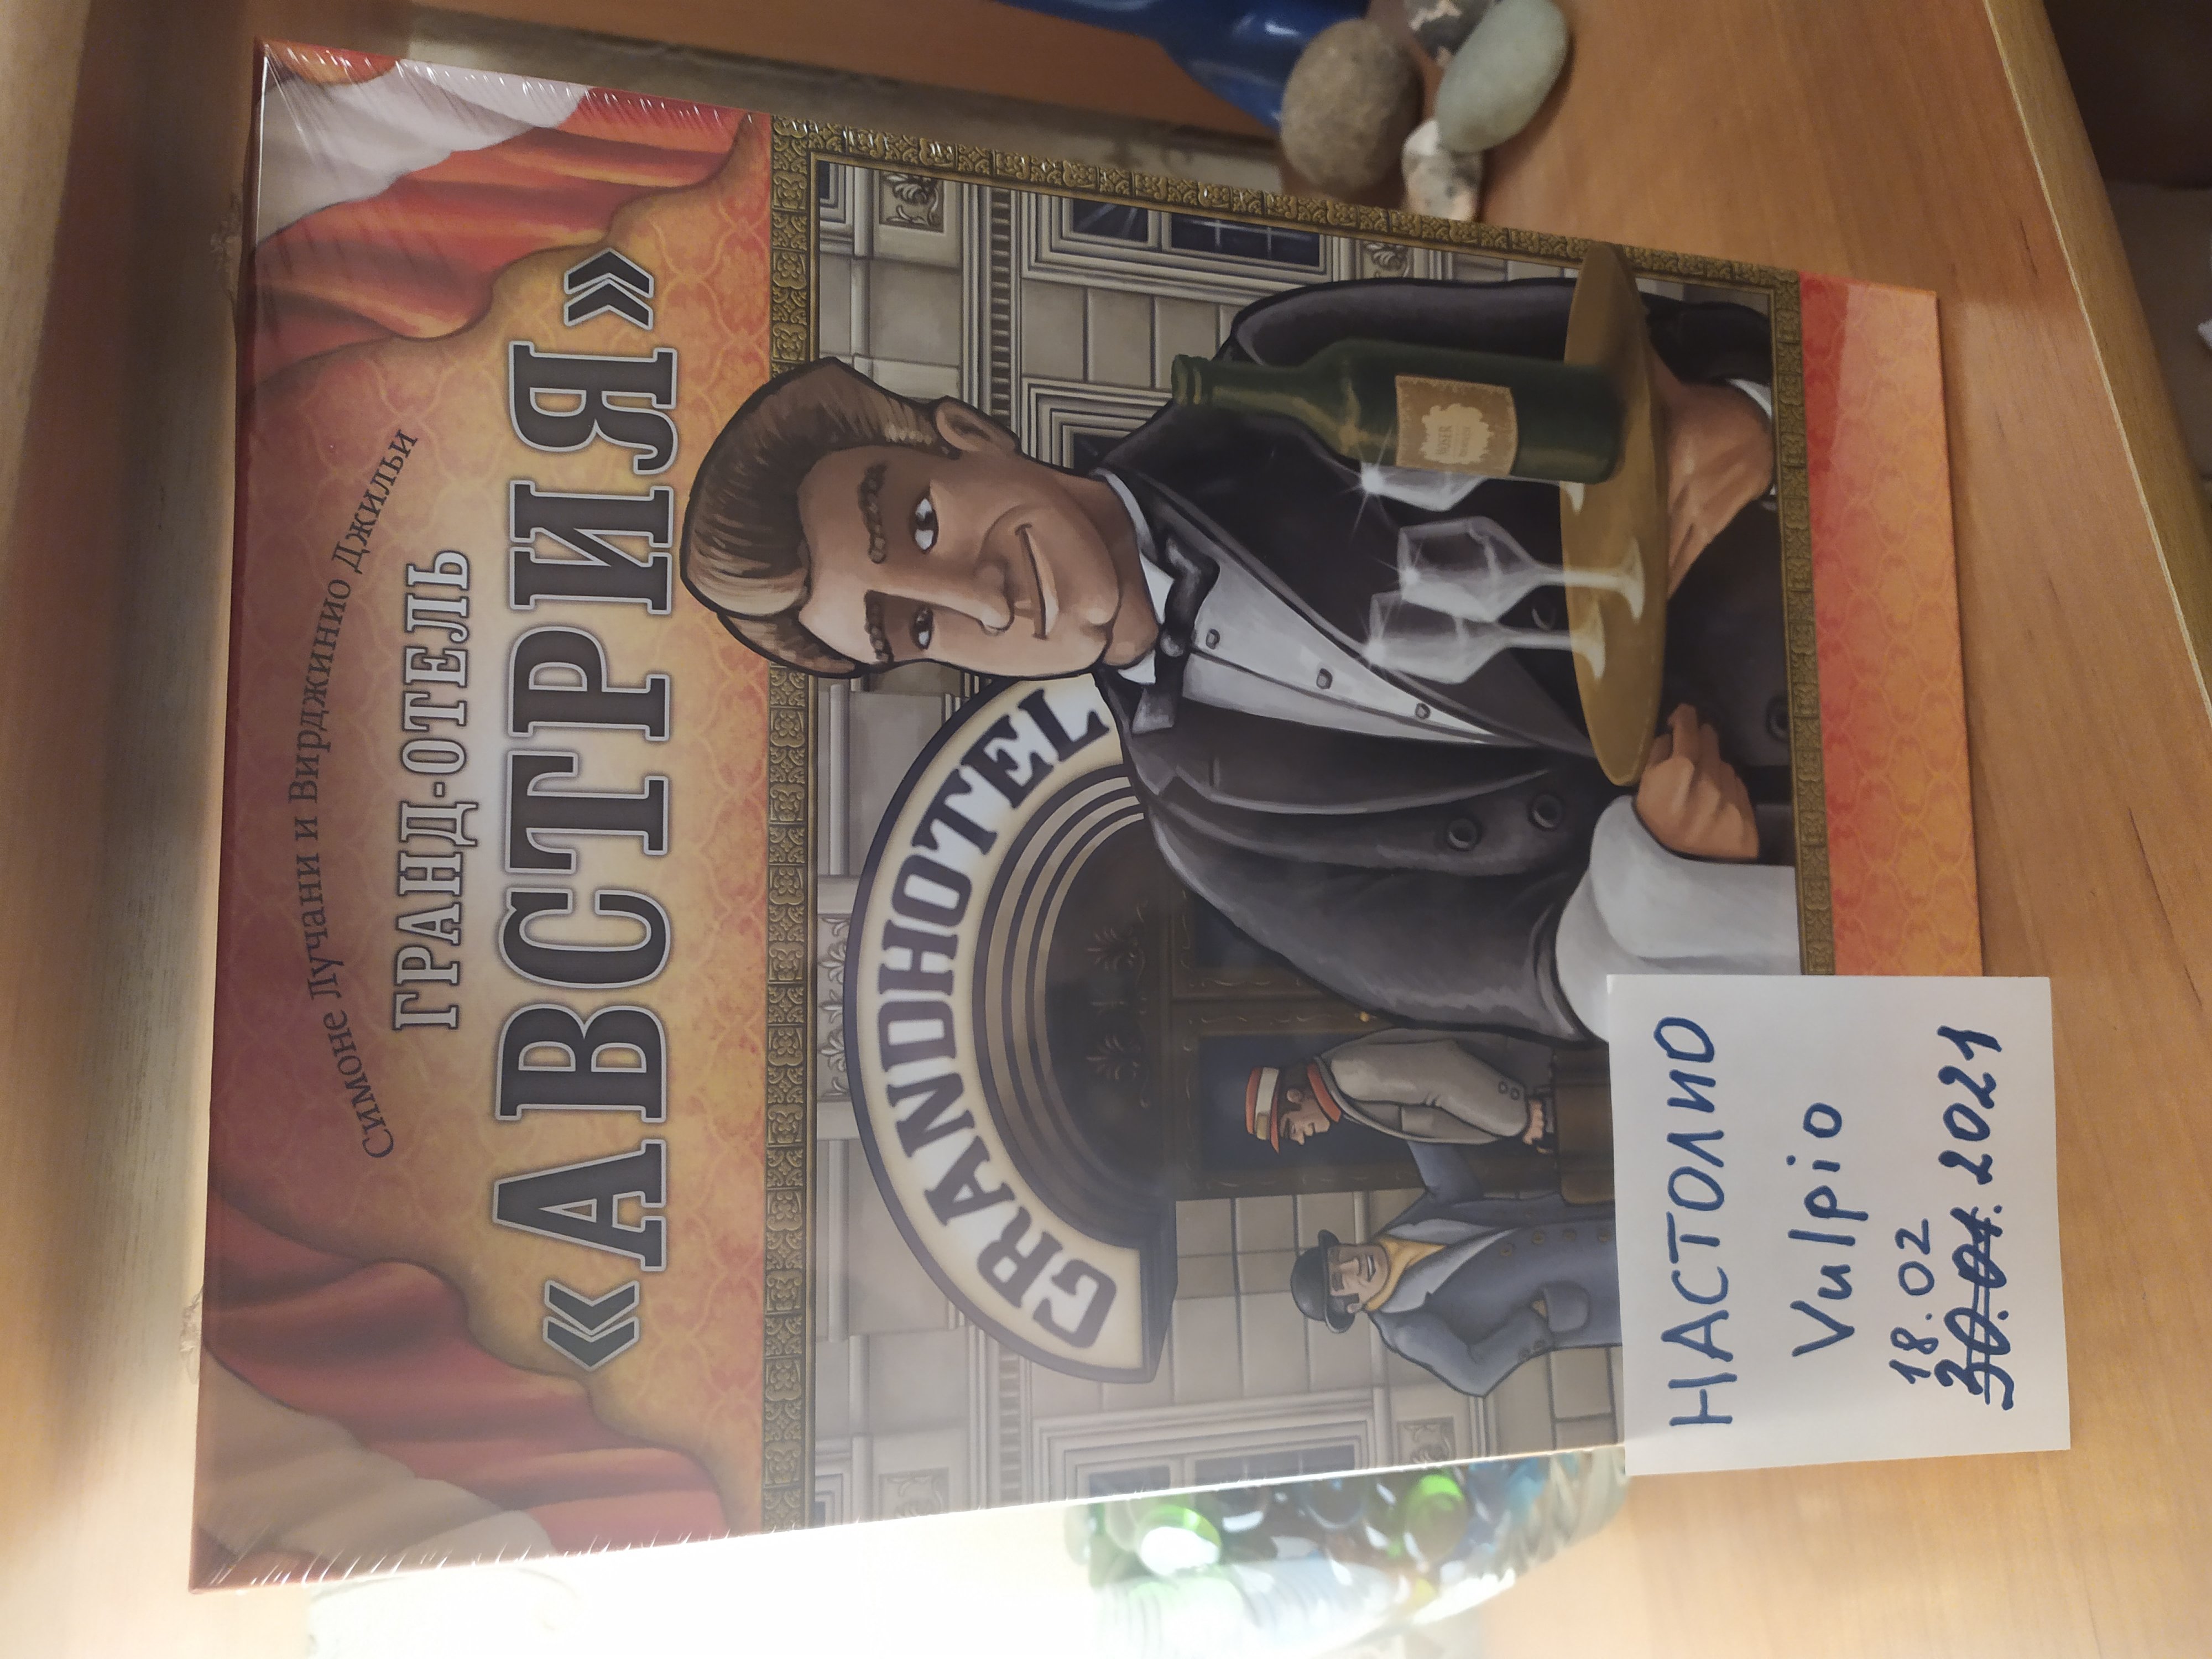 Симоне Лучани и Вирджинио Джильи
ГРАНД-ОТЕЛЬ
«АВСТРИЯ»
GRANDHOTEL
НАСТОЛИО
Vulpio
18.02
30.01.2021